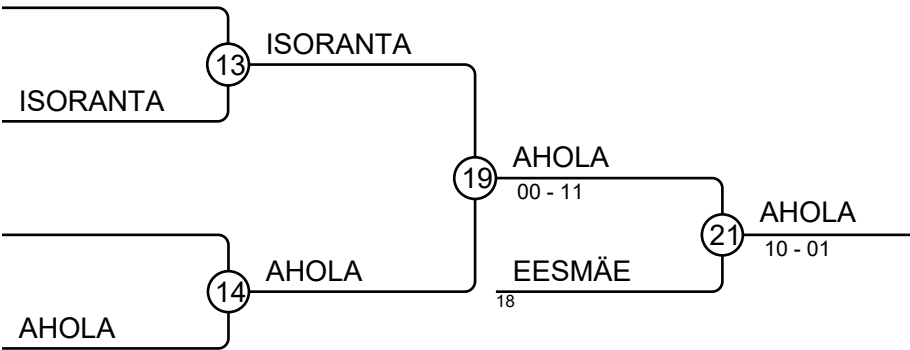 ISORANTA
13
ISORANTA
AHOLA
19
00 - 11
AHOLA
21
10 - 01
AHOLA
14
EESMÄE
18
AHOLA